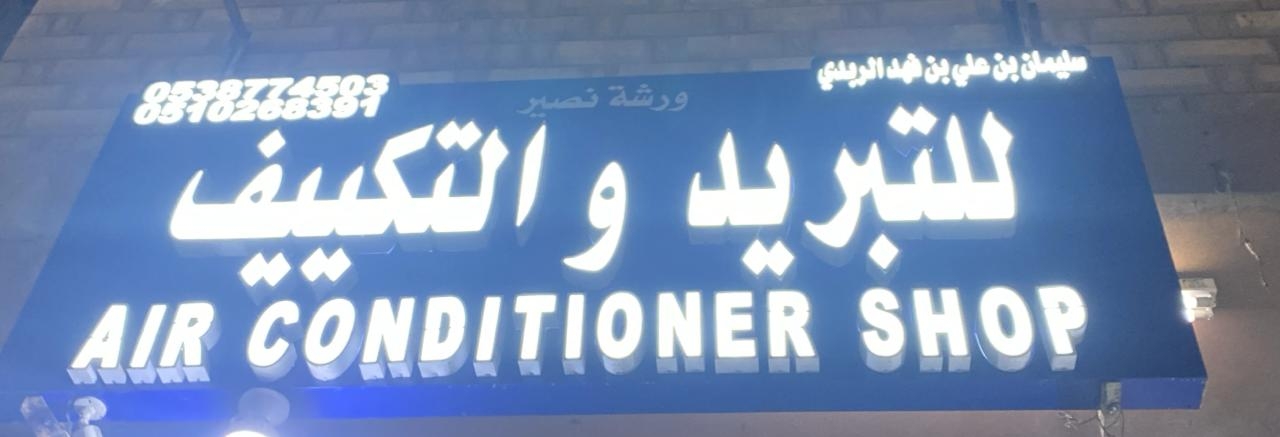 سليمان بن علي بن فهد الريدي
ورشة نصير
0538774503
0510268391
للتبريد و التكييف
AIR CONDITIONER SHOP